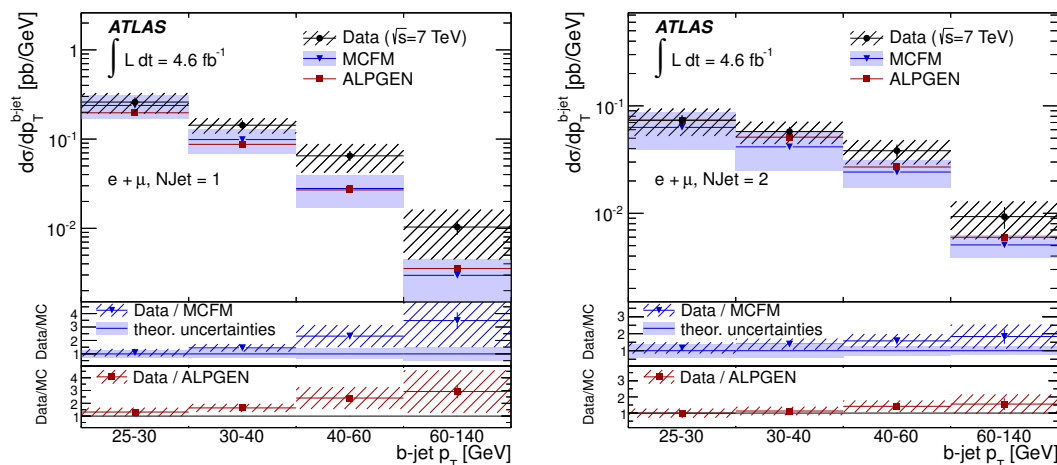 ATLAS
∫ L dt = 4.6 fb⁻¹
Data (√s=7 TeV)
MCFM
ALPGEN
dσ/dp_T^{b-jet} [pb/GeV]
1
10⁻¹
10⁻²
e + μ, NJet = 1
Data / MCFM
theor. uncertainties
Data/MC
4
3
2
1
Data / ALPGEN
Data/MC
4
3
2
1
25-30 30-40 40-60 60-140
b-jet p_T [GeV]
ATLAS
∫ L dt = 4.6 fb⁻¹
Data (√s=7 TeV)
MCFM
ALPGEN
dσ/dp_T^{b-jet} [pb/GeV]
10⁻¹
10⁻²
e + μ, NJet = 2
Data / MCFM
theor. uncertainties
Data/MC
3
2
1
Data / ALPGEN
Data/MC
3
2
1
25-30 30-40 40-60 60-140
b-jet p_T [GeV]